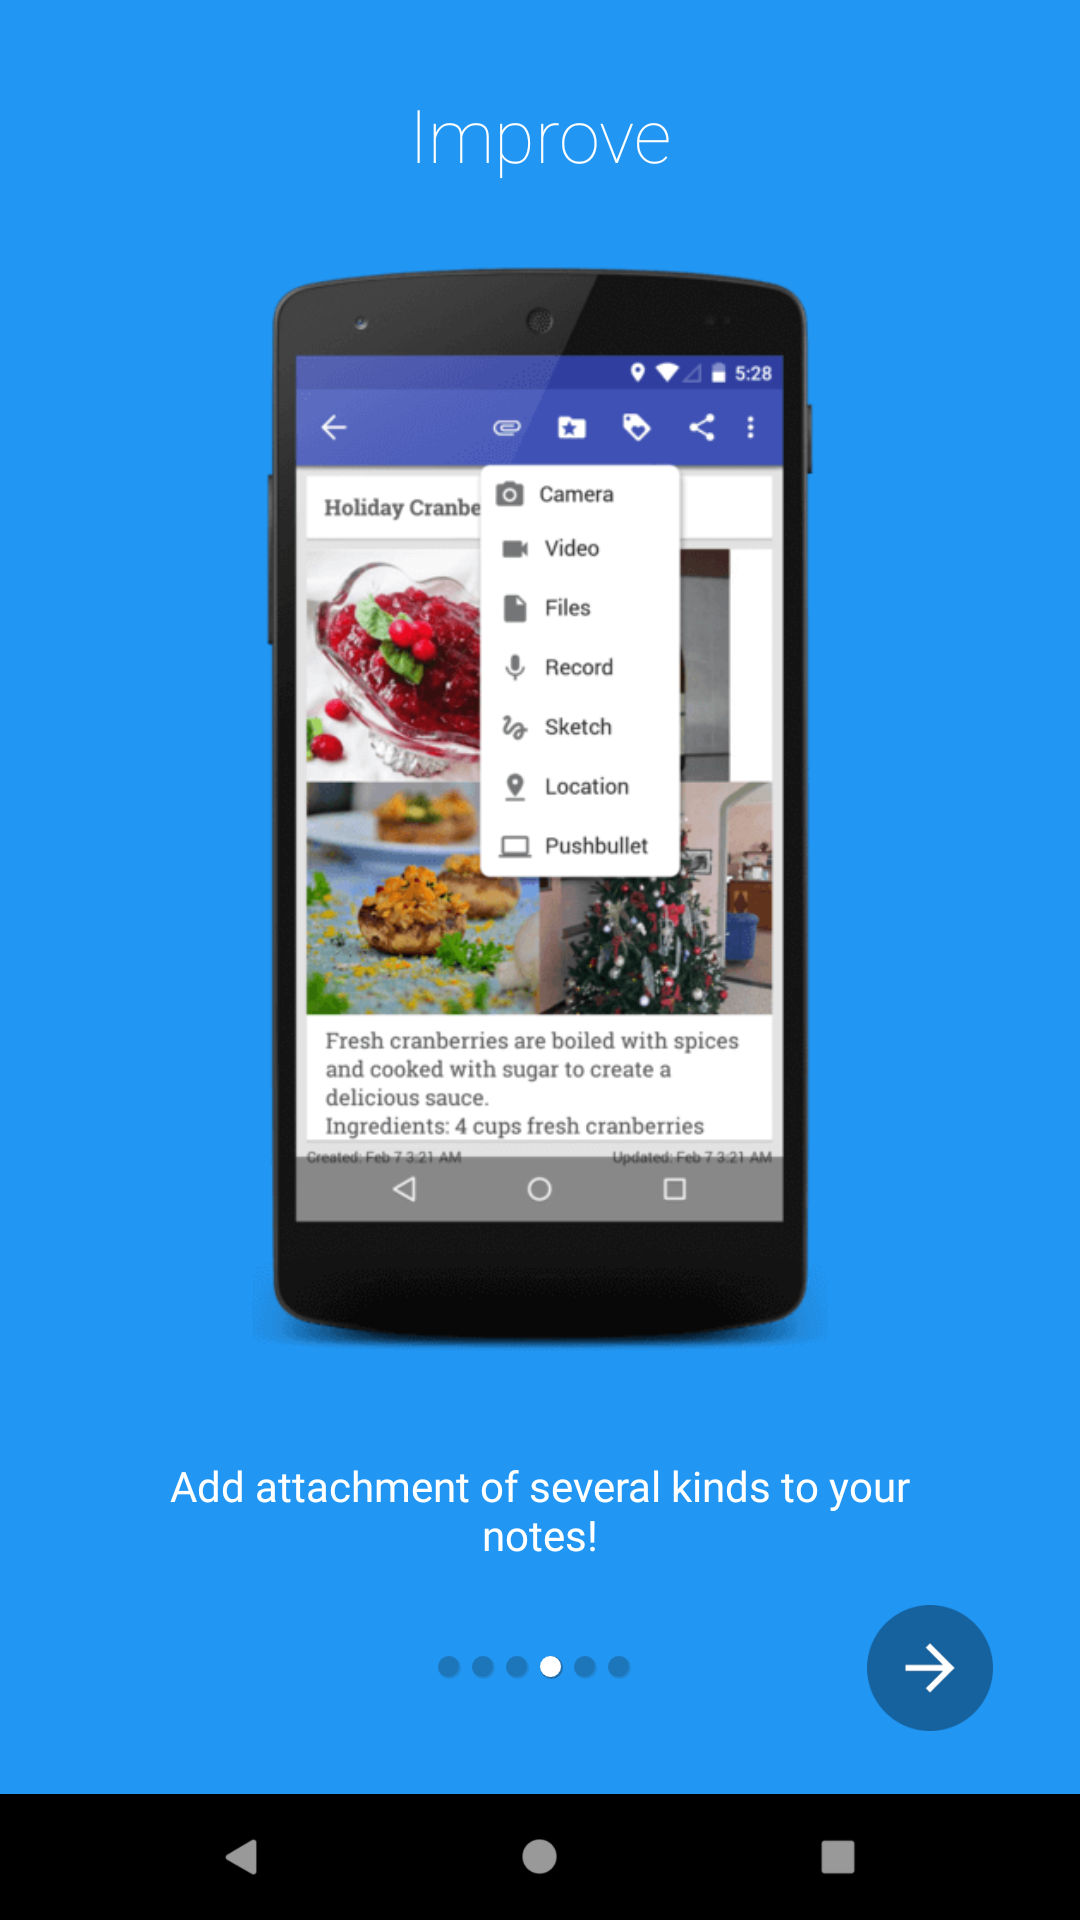 Improve
5:28
Holiday Cranbe
Camera
Video
Files
Record
Sketch
Location
Pushbullet
Fresh cranberries are boiled with spices
and cooked with sugar to create a
delicious sauce.
Ingredients: 4 cups fresh cranberries
Created: Feb 7 3:21 AM Updated: Feb 7 3:21 AM
Add attachment of several kinds to your
notes!